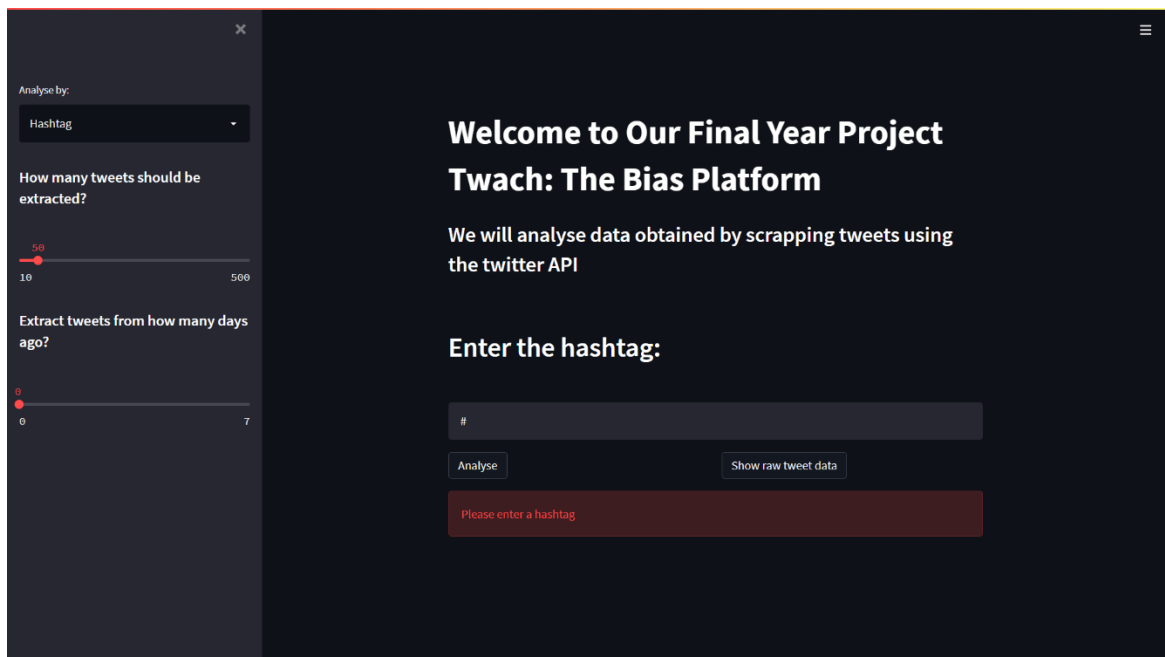 Analyse by:
Hashtag
How many tweets should be
extracted?
50
10 500
Extract tweets from how many days
ago?
0
0 7
Welcome to Our Final Year Project
Twach: The Bias Platform
We will analyse data obtained by scrapping tweets using
the twitter API
Enter the hashtag:
#
Analyse Show raw tweet data
Please enter a hashtag